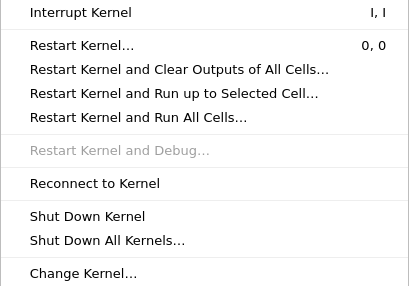 Interrupt Kernel I, I
Restart Kernel… 0, 0
Restart Kernel and Clear Outputs of All Cells…
Restart Kernel and Run up to Selected Cell…
Restart Kernel and Run All Cells…
Restart Kernel and Debug…
Reconnect to Kernel
Shut Down Kernel
Shut Down All Kernels…
Change Kernel…